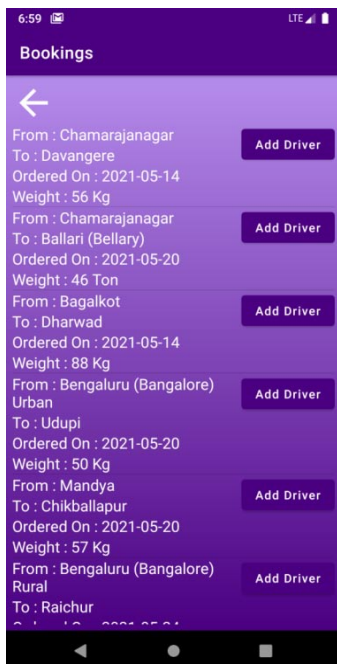 6:59
LTE
Bookings
From : Chamarajanagar
Add Driver
To : Davangere
Ordered On : 2021-05-14
Weight : 56 Kg
From : Chamarajanagar
Add Driver
To : Ballari (Bellary)
Ordered On : 2021-05-20
Weight : 46 Ton
From : Bagalkot
Add Driver
To : Dharwad
Ordered On : 2021-05-14
Weight : 88 Kg
From : Bengaluru (Bangalore)
Urban
Add Driver
To : Udupi
Ordered On : 2021-05-20
Weight : 50 Kg
From : Mandya
Add Driver
To : Chikballapur
Ordered On : 2021-05-20
Weight : 57 Kg
From : Bengaluru (Bangalore)
Rural
Add Driver
To : Raichur